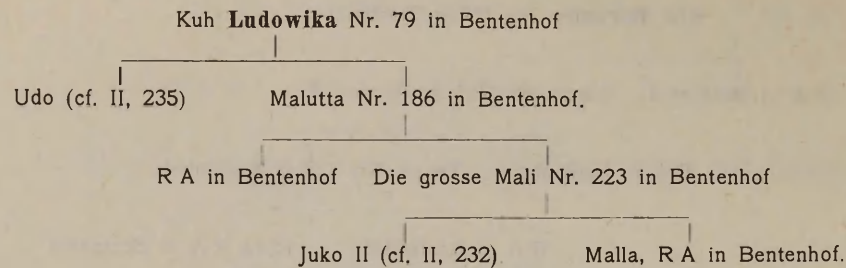 Kuh Ludowika Nr. 79 in Bentenhof
Udo (cf. II, 235) Malutta Nr. 186 in Bentenhof.
R A in Bentenhof Die grosse Mali Nr. 223 in Bentenhof
Juko II (cf. II, 232) Malla, R A in Bentenhof.